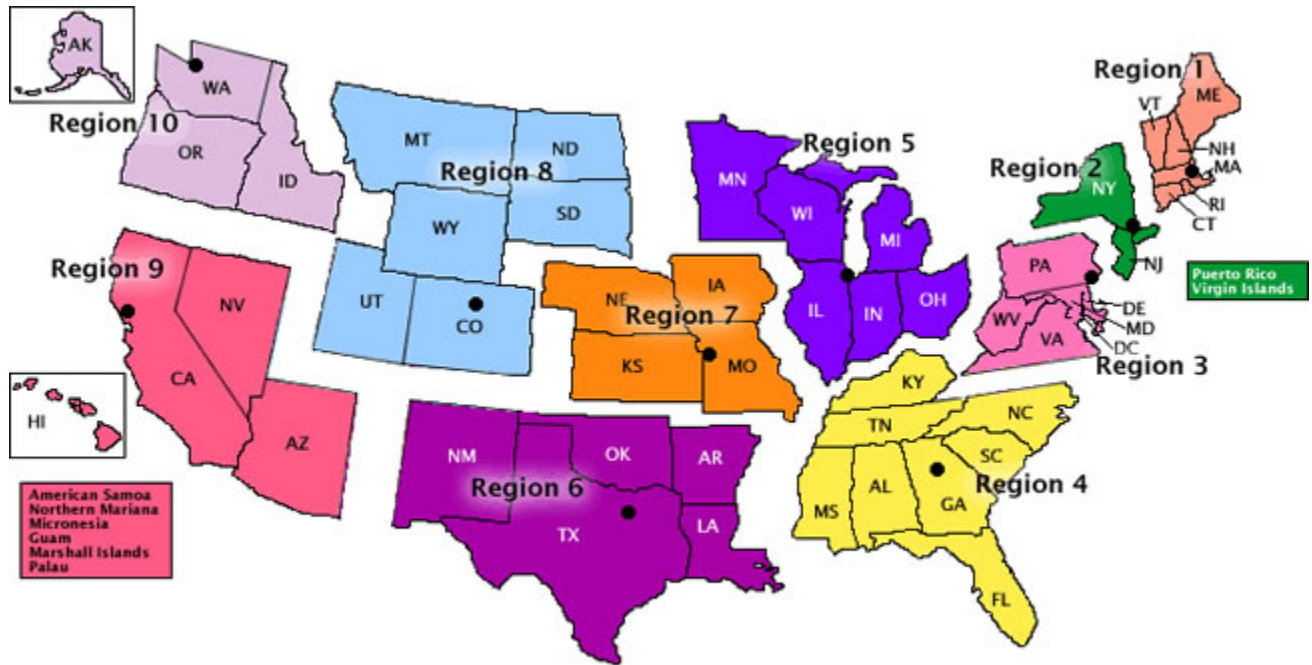 AK
WA
Region 10
OR
ID
MT
ND
Region 8
SD
WY
UT
CO
Region 9
NV
CA
AZ
HI
American Samoa
Northern Mariana
Micronesia
Guam
Marshall Islands
Palau
NE
IA
Region 7
KS
MO
NM
OK
AR
Region 6
TX
LA
Region 5
MN
WI
MI
IL
IN
OH
KY
TN
NC
SC
Region 4
MS
AL
GA
FL
Region 1
VT
ME
NH
MA
RI
CT
Region 2
NY
NJ
Puerto Rico
Virgin Islands
PA
DE
MD
DC
WV
VA
Region 3